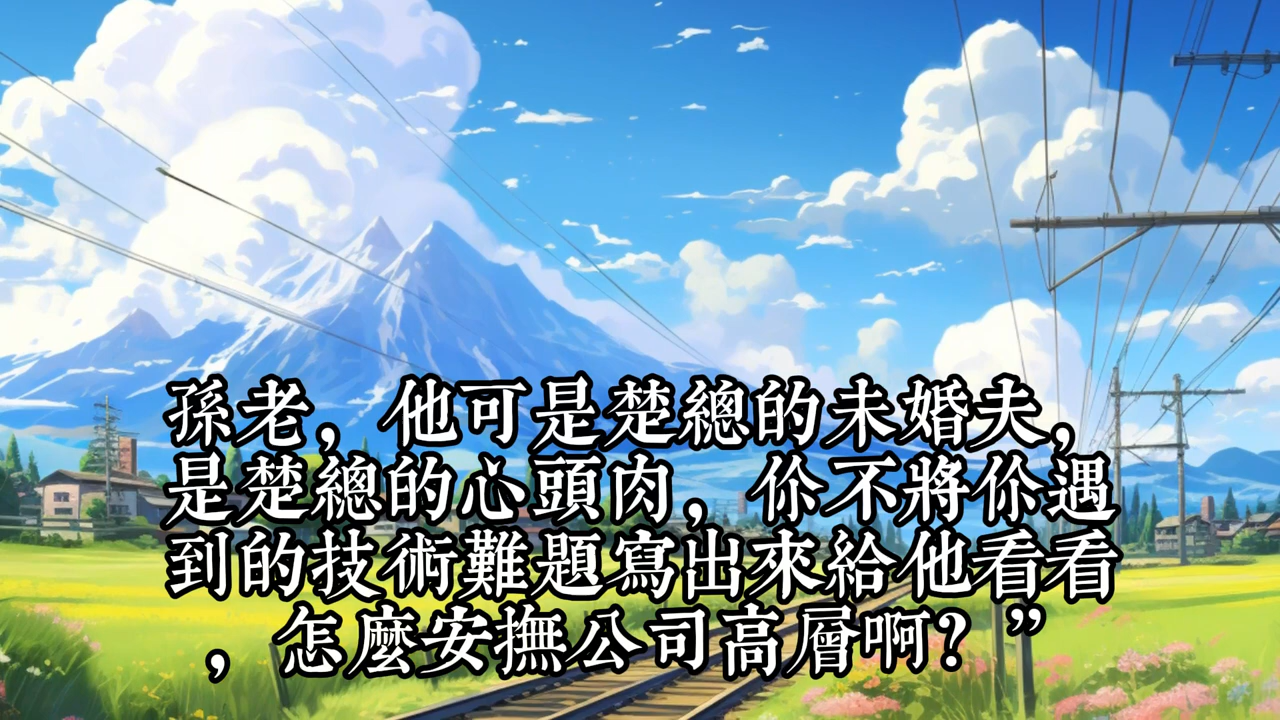 孫老，他可是楚總的未婚夫，
是楚總的心頭肉，你不將你遇
到的技術難題寫出來給他看看
，怎麼安撫公司高層啊？”